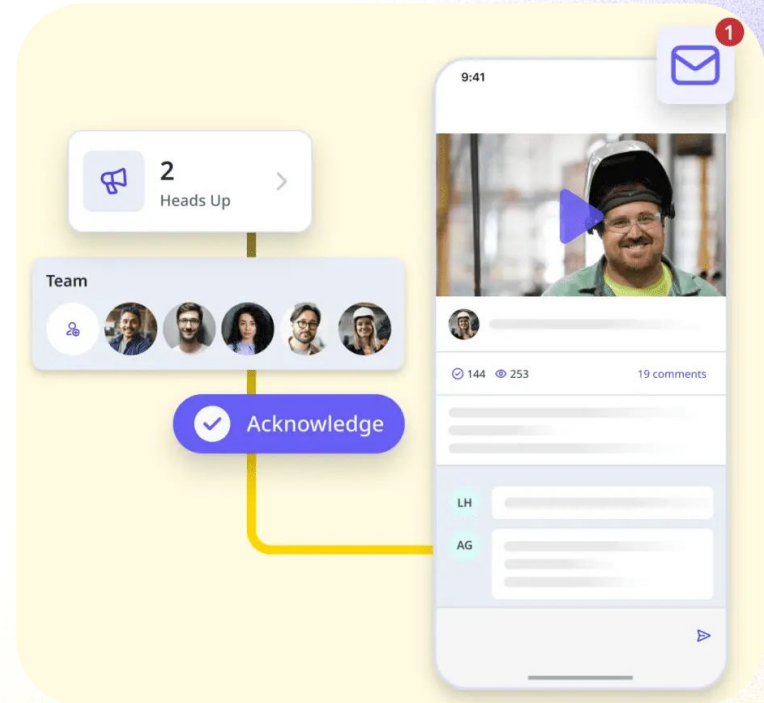 1
9:41
2
Heads Up
Team
Acknowledge
144 253 19 comments
LH
AG